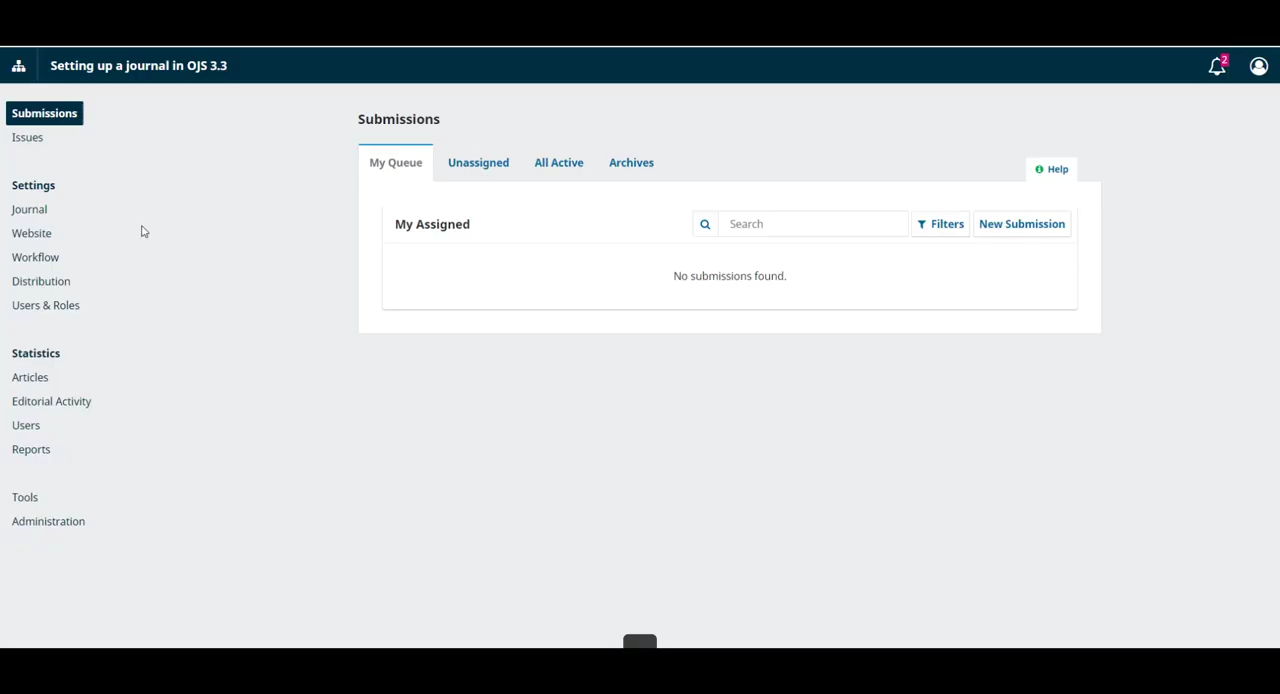 Setting up a journal in OJS 3.3
2
Submissions
Issues
Settings
Journal
Website
Workflow
Distribution
Users & Roles
Statistics
Articles
Editorial Activity
Users
Reports
Tools
Administration
Submissions
My Queue Unassigned All Active Archives
Help
My Assigned Search Filters New Submission
No submissions found.